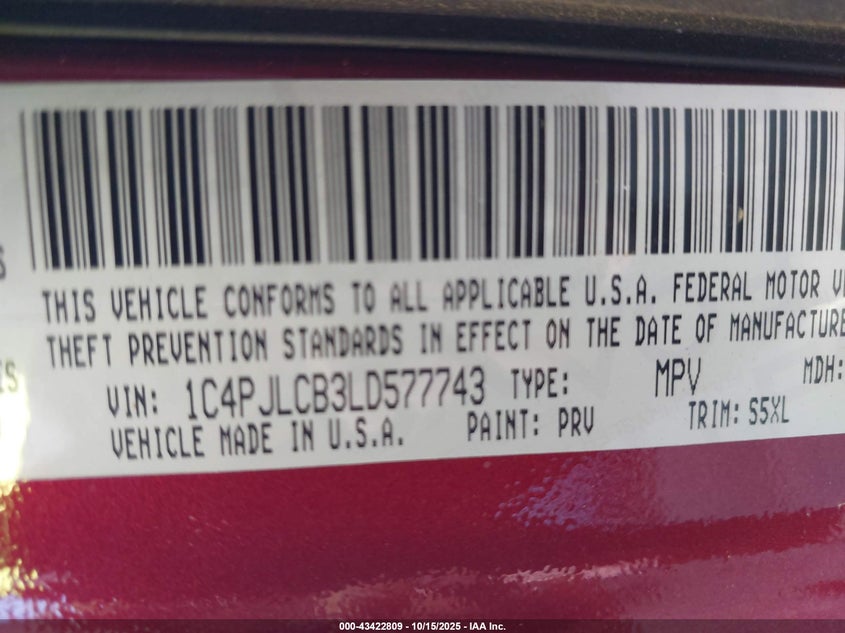 THIS VEHICLE CONFORMS TO ALL APPLICABLE U.S.A. FEDERAL MOTOR
THEFT PREVENTION STANDARDS IN EFFECT ON THE DATE OF MANUFACTURE
VIN: 1C4PJLCB3LD577743 TYPE: MPV MDH:
VEHICLE MADE IN U.S.A. PAINT: PRV TRIM: S5XL
000-43422809 - 10/15/2025 - IAA Inc.